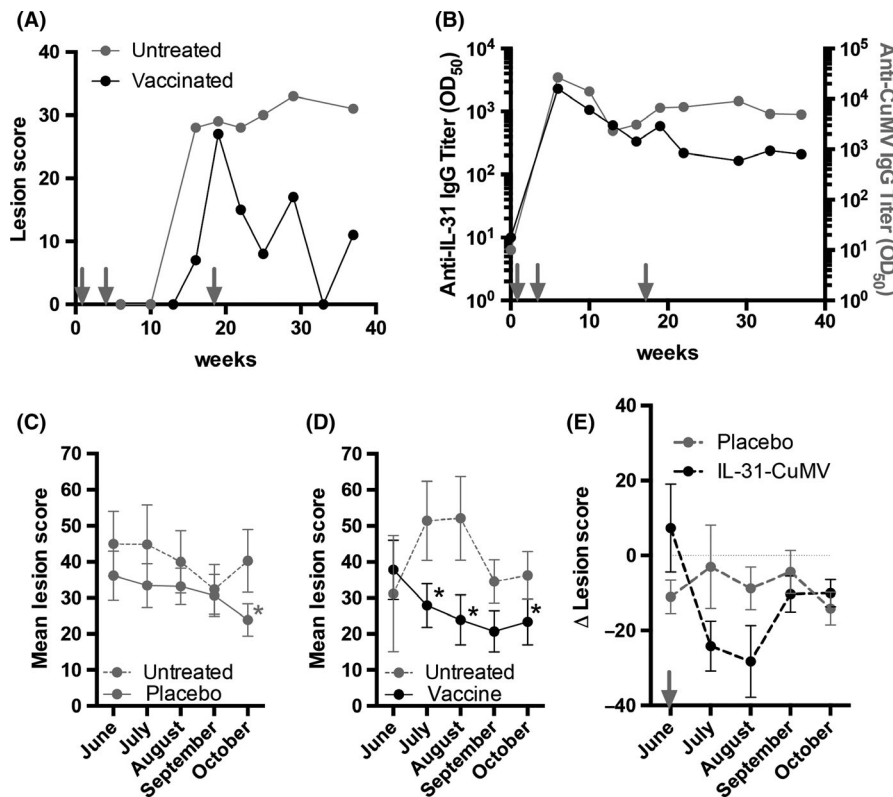 (A)
Untreated
Vaccinated
Lesion score
40
30
20
10
0
0 10 20 30 40
weeks
(B)
Anti-IL-31 IgG Titer (OD50)
10⁴
10³
10²
10¹
10⁰
Anti-CuMV IgG Titer (OD50)
10⁵
10⁴
10³
10²
10¹
10⁰
0 10 20 30 40
weeks
(C)
Mean lesion score
70
60
50
40
30
20
10
0
*
Untreated
Placebo
June
July
August
September
October
(D)
Mean lesion score
70
60
50
40
30
20
10
0
* * *
Untreated
Vaccine
June
July
August
September
October
(E)
Δ Lesion score
40
20
0
−20
−40
Placebo
IL-31-CuMV
June
July
August
September
October